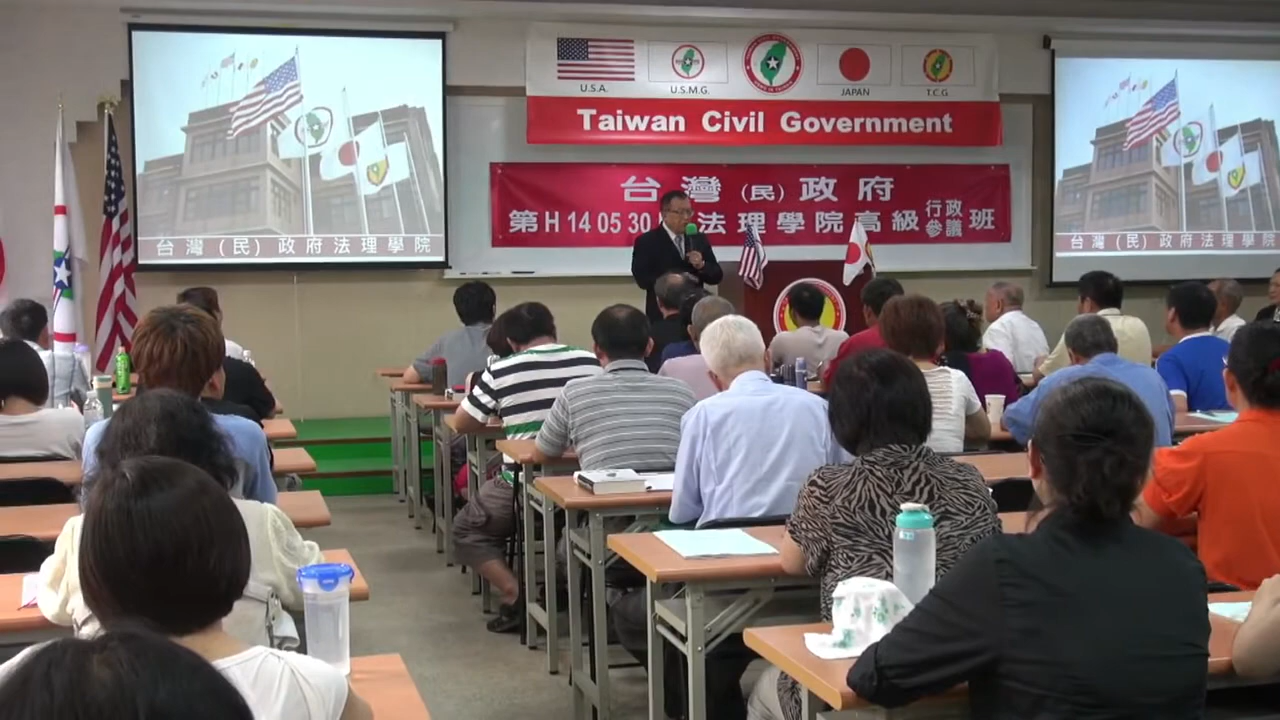 U.S.A.
U.S.M.G.
JAPAN
T.C.G
Taiwan Civil Government
台灣(民)政府
第H 14 05 30 法理學院高級行政參議班
台灣(民)政府法理學院
台灣(民)政府法理學院